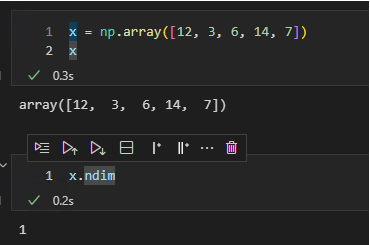 1 x = np.array([12, 3, 6, 14, 7])
2 x
0.3s
array([12,  3,  6, 14,  7])
1 x.ndim
0.2s
1